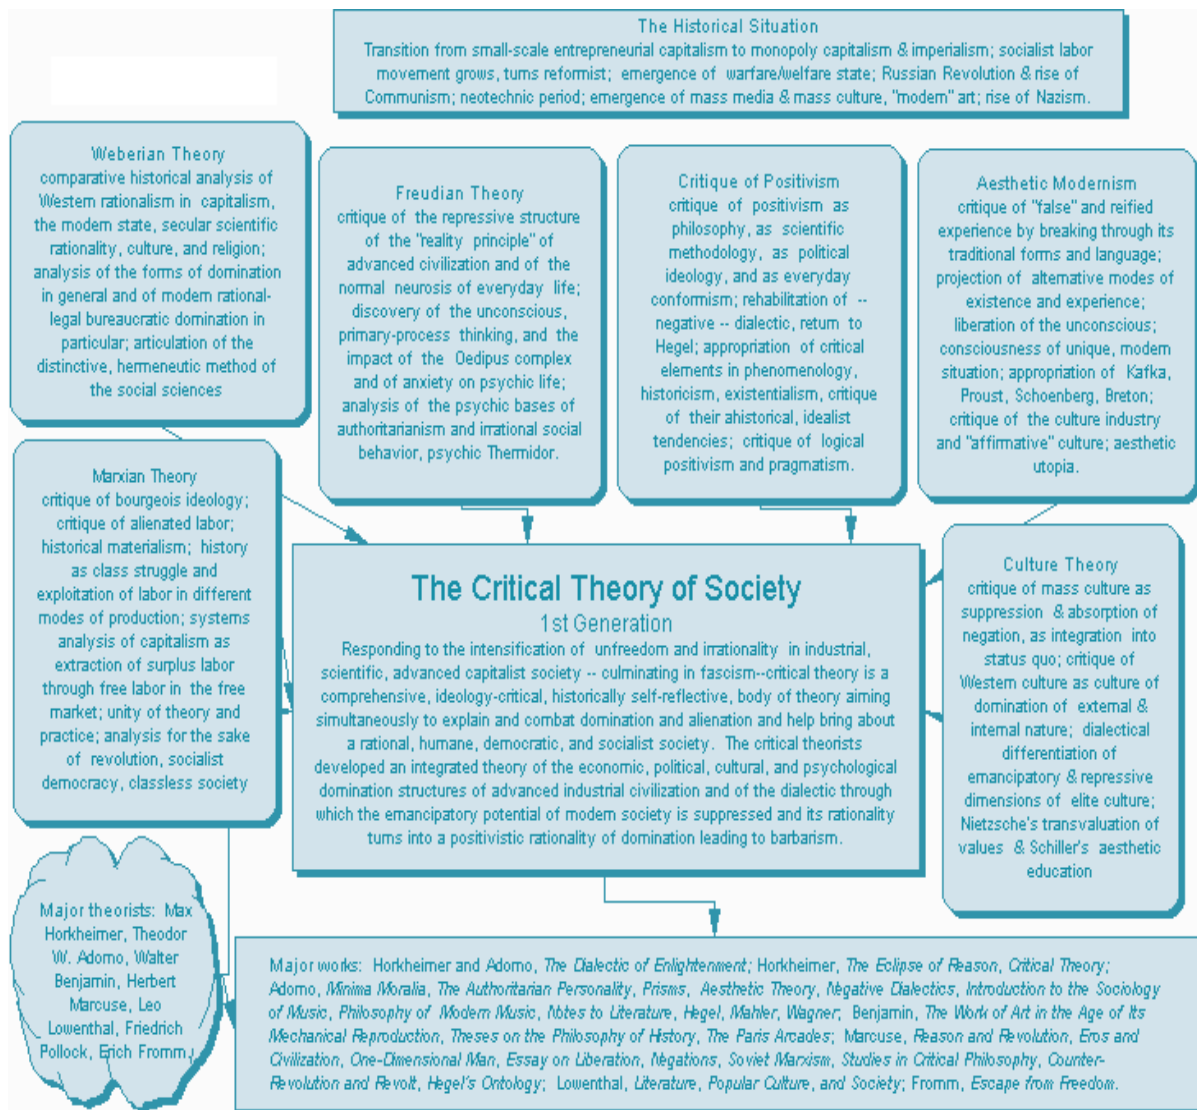 The Historical Situation
Transition from small-scale entrepreneurial capitalism to monopoly capitalism & imperialism; socialist labor
movement grows, turns reformist; emergence of warfare/welfare state; Russian Revolution & rise of
Communism; neotechnic period; emergence of mass media & mass culture, "modern" art; rise of Nazism.
Weberian Theory
comparative historical analysis of
Western rationalism in capitalism,
the modern state, secular scientific
rationality, culture, and religion;
analysis of the forms of domination
in general and of modern rational-
legal bureaucratic domination in
particular; articulation of the
distinctive, hermeneutic method of
the social sciences
Freudian Theory
critique of the repressive structure
of the "reality principle" of
advanced civilization and of the
normal neurosis of everyday life;
discovery of the unconscious,
primary-process thinking, and the
impact of the Oedipus complex
and of anxiety on psychic life;
analysis of the psychic bases of
authoritarianism and irrational social
behavior, psychic Thermidor.
Critique of Positivism
critique of positivism as
philosophy, as scientific
methodology, as political
ideology, and as everyday
conformism; rehabilitation of --
negative -- dialectic, return to
Hegel; appropriation of critical
elements in phenomenology,
historicism, existentialism, critique
of their ahistorical, idealist
tendencies; critique of logical
positivism and pragmatism.
Aesthetic Modernism
critique of "false" and reified
experience by breaking through its
traditional forms and language;
projection of alternative modes of
existence and experience;
liberation of the unconscious;
consciousness of unique, modern
situation; appropriation of Kafka,
Proust, Schoenberg, Breton;
critique of the culture industry
and "affirmative" culture; aesthetic
utopia.
Marxian Theory
critique of bourgeois ideology;
critique of alienated labor;
historical materialism; history
as class struggle and
exploitation of labor in different
modes of production; systems
analysis of capitalism as
extraction of surplus labor
through free labor in the free
market; unity of theory and
practice; analysis for the sake
of revolution, socialist
democracy, classless society
The Critical Theory of Society
1st Generation
Responding to the intensification of unfreedom and irrationality in industrial,
scientific, advanced capitalist society -- culminating in fascism--critical theory is a
comprehensive, ideology-critical, historically self-reflective, body of theory aiming
simultaneously to explain and combat domination and alienation and help bring about
a rational, humane, democratic, and socialist society. The critical theorists
developed an integrated theory of the economic, political, cultural, and psychological
domination structures of advanced industrial civilization and of the dialectic through
which the emancipatory potential of modern society is suppressed and its rationality
turns into a positivistic rationality of domination leading to barbarism.
Culture Theory
critique of mass culture as
suppression & absorption of
negation, as integration into
status quo; critique of
Western culture as culture of
domination of external &
internal nature; dialectical
differentiation of
emancipatory & repressive
dimensions of elite culture;
Nietzsche's transvaluation of
values & Schiller's aesthetic
education
Major theorists: Max
Horkheimer, Theodor
W. Adorno, Walter
Benjamin, Herbert
Marcuse, Leo
Lowenthal, Friedrich
Pollock, Erich Fromm.
Major works: Horkheimer and Adorno, The Dialectic of Enlightenment; Horkheimer, The Eclipse of Reason, Critical Theory;
Adorno, Minima Moralia, The Authoritarian Personality, Prisms, Aesthetic Theory, Negative Dialectics, Introduction to the Sociology
of Music, Philosophy of Modern Music, Notes to Literature, Hegel, Mahler, Wagner; Benjamin, The Work of Art in the Age of Its
Mechanical Reproduction, Theses on the Philosophy of History, The Paris Arcades; Marcuse, Reason and Revolution, Eros and
Civilization, One-Dimensional Man, Essay on Liberation, Negations, Soviet Marxism, Studies in Critical Philosophy, Counter-
Revolution and Revolt, Hegel's Ontology; Lowenthal, Literature, Popular Culture, and Society; Fromm, Escape from Freedom.